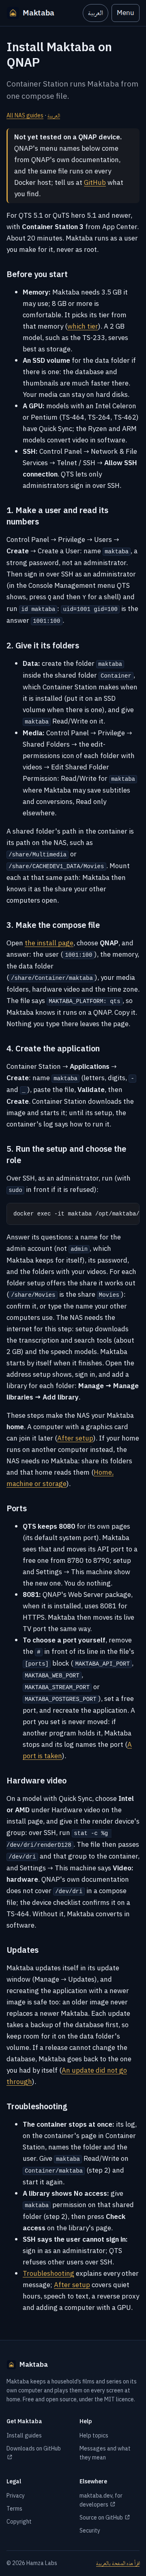 Maktaba
العربية
Menu
Install Maktaba on
QNAP
Container Station runs Maktaba from
one compose file.
All NAS guides · العربية
Not yet tested on a QNAP device.
QNAP's menu names below come
from QNAP's own documentation,
and the same file runs on every
Docker host; tell us at GitHub what
you find.
For QTS 5.1 or QuTS hero 5.1 and newer,
with Container Station 3 from App Center.
About 20 minutes. Maktaba runs as a user
you make for it, never as root.
Before you start
• Memory: Maktaba needs 3.5 GB it
may use; 8 GB or more is
comfortable. It picks its tier from
that memory (which tier). A 2 GB
model, such as the TS-233, serves
best as storage.
• An SSD volume for the data folder if
there is one: the database and
thumbnails are made of small files
and hard disks are slow at them.
• A GPU: models with an Intel Celeron
or Pentium (TS-464, TS-264, TS-462)
have Quick Sync; the Ryzen and ARM
models convert videos more
modestly.
• SSH: Control Panel → Network & File
Services → Telnet / SSH → Allow SSH
connection. QTS lets only
administrators sign in over SSH.
1. Make a user and read its
numbers
Control Panel → Privilege → Users →
Create → Create a User: name maktaba, a
strong password, and no other groups.
Then sign in over SSH as an administrator
(in the Console Management menu QTS
shows, press Q and then Y for a shell) and
run id maktaba: uid=1001 gid=100 is the
answer 1001:100.
2. Give it its folders
• Data: create the folder maktaba
inside the shared folder Container,
which Container Station makes when
it is installed (put it on an SSD
volume when there is one), and give
maktaba Read/Write on it.
• Media: Control Panel → Privilege →
Shared Folders → the edit-
permissions icon of each folder with
videos → Edit Shared Folder
Permission: Read/Write for maktaba
where Maktaba may save subtitles
and conversions, Read Only
elsewhere.
A shared folder's path in the container is
its path on the NAS, such as
/share/Multimedia or
/share/CACHEDEV1_DATA/Movies. Mount
each at that same path: Maktaba then
knows it as the path your other computers
open.
3. Make the compose file
Open the install page, choose QNAP, and
answer: the user (1001:100), the memory,
the data folder
(/share/Container/maktaba), your media
folders, hardware video and the time zone.
The file says MAKTABA_PLATFORM: qts, so
Maktaba knows it runs on a QNAP. Copy it.
Nothing you type there leaves the page.
4. Create the application
Container Station → Applications →
Create: name maktaba (letters, digits, -
or _), paste the file, Validate, then
Create. Container Station downloads the
image and starts it; until it is setup, the
container's log says how to run it.
5. Run the setup and choose the
role
Over SSH, as an administrator, run (with
sudo in front if it is refused):
docker exec -it maktaba /opt/maktaba/
Answer its questions: a name for the
admin account (not admin, which
Maktaba keeps for itself), its password,
and the folders with your videos. For each
folder setup offers the address it has out
(/share/Movies is the share Movies):
confirm it, or type the name your other
computers use. The NAS needs the
internet for this step: setup downloads
the transcription models, about 2 GB, and
around two and a half. Maktaba
starts by itself when it finishes. Open the
address setup shows, sign in, and add a
library for each folder: Manage → Manage
libraries → Add library.
These steps make the NAS your Maktaba
home. A computer with a graphics card
can join it later (After setup). If your home
runs on another computer instead, the
NAS needs no Maktaba: share its folders
and that home reads them (Home,
machine or storage).
Ports
• QTS keeps 8080 for its own pages
(its default system port). Maktaba
sees that and moves its API port to a
free one from 8780 to 8790; setup
and Settings → This machine show
the new one. You do nothing.
• 8081: QNAP's Web Server package,
when it is installed, uses 8081 for
HTTPS. Maktaba then moves its live
TV port the same way.
• To choose a port yourself, remove
the # in front of its line in the file's
[ports] block (MAKTABA_API_PORT,
MAKTABA_WEB_PORT,
MAKTABA_STREAM_PORT or
MAKTABA_POSTGRES_PORT), set a free
port, and recreate the application. A
port you set is never moved: if
another program holds it, Maktaba
stops and its log names the port (A
port is taken).
Hardware video
On a model with Quick Sync, choose Intel
or AMD under Hardware video on the
install page, and give it the render device's
group: over SSH, run stat -c %g
/dev/dri/renderD128. The file then passes
/dev/dri and that group to the container,
and Settings → This machine says Video:
hardware. QNAP's own documentation
does not cover /dev/dri in a compose
file; the device checklist confirms it on a
TS-464. Without it, Maktaba converts in
software.
Updates
Maktaba updates itself in its update
window (Manage → Updates), and
recreating the application with a newer
image is safe too: an older image never
replaces a newer Maktaba. Each update
takes a database backup first, so keep
room for it on the data folder's
volume. If a release cannot update the
database, Maktaba goes back to the one
you had by itself (An update did not go
through).
Troubleshooting
• The container stops at once: its log,
on the container's page in Container
Station, names the folder and the
user. Give maktaba Read/Write on
Container/maktaba (step 2) and
start it again.
• A library shows No access: give
maktaba permission on that shared
folder (step 2), then press Check
access on the library's page.
• SSH says the user cannot sign in:
sign in as an administrator; QTS
refuses other users over SSH.
• Troubleshooting explains every other
message; After setup covers quiet
hours, speech to text, a reverse proxy
and adding a computer with a GPU.
Maktaba
Maktaba keeps a household's films and series on its
own computer and plays them on every screen at
home. Free and open source, under the MIT licence.
Get Maktaba
Install guides
Downloads on GitHub
Help
Help topics
Messages and what
they mean
Legal
Privacy
Terms
Copyright
Elsewhere
maktaba.dev, for
developers
Source on GitHub
Security
© 2026 Hamza Labs
اقرأ هذه الصفحة بالعربية